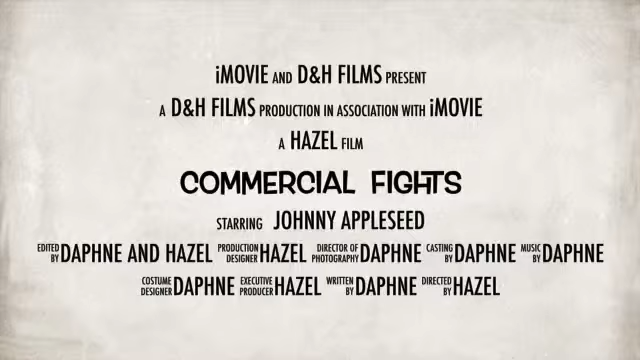 iMOVIE AND D&H FILMS PRESENT
A D&H FILMS PRODUCTION IN ASSOCIATION WITH iMOVIE
A HAZEL FILM
COMMERCIAL FIGHTS
STARRING JOHNNY APPLESEED
EDITED BY DAPHNE AND HAZEL PRODUCTION DESIGNER HAZEL DIRECTOR OF PHOTOGRAPHY DAPHNE CASTING BY DAPHNE MUSIC BY DAPHNE
COSTUME DESIGNER DAPHNE EXECUTIVE PRODUCER HAZEL WRITTEN BY DAPHNE DIRECTED BY HAZEL